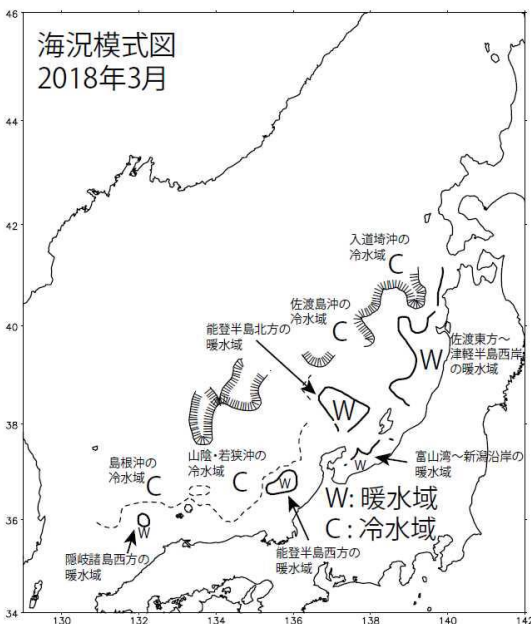 海況模式図
2018年3月
46
44
42
40
38
36
34
入道埼沖の
冷水域
C
佐渡島沖の
冷水域
C
能登半島北方の
暖水域
W
佐渡東方～
津軽半島西岸
の暖水域
W
島根沖の
冷水域
C
山陰・若狭沖の
冷水域
C
W
W
富山湾～新潟沿岸の
暖水域
W
隠岐諸島西方の
暖水域
能登半島西方の
暖水域
W: 暖水域
C : 冷水域
130
132
134
136
138
140
142